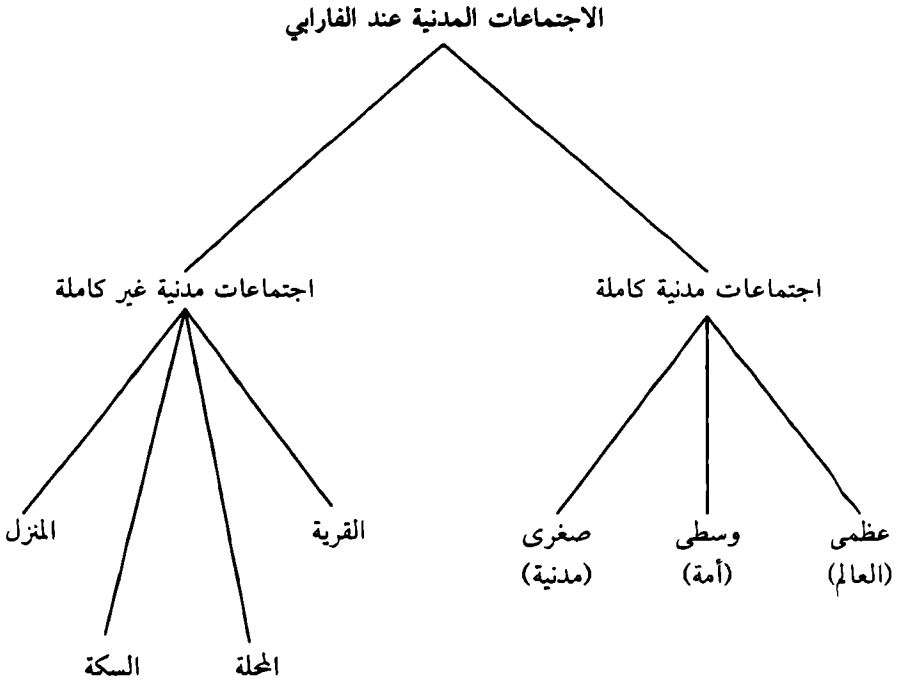 الاجتماعات المدنية عند الفارابي
اجتماعات مدنية كاملة
اجتماعات مدنية غير كاملة
عظمى
(العالم)
وسطى
(أمة)
صغرى
(مدنية)
القرية
المحلة
السكة
المنزل